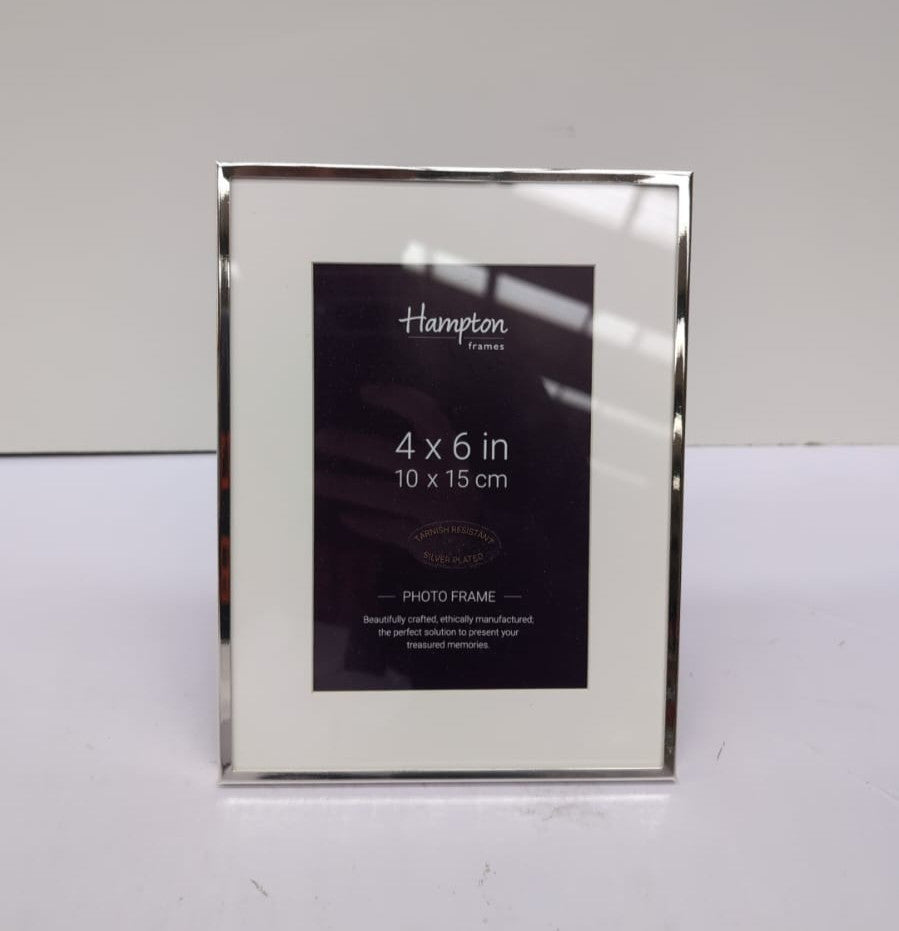 Hampton
frames
4 x 6 in
10 x 15 cm
TARNISH RESISTANT
SILVER PLATED
PHOTO FRAME
Beautifully crafted, ethically manufactured;
the perfect solution to present your
treasured memories.